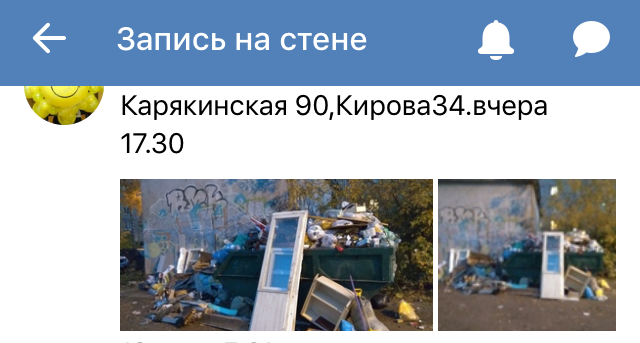 Запись на стене
Карякинская 90,Кирова34.вчера
17.30